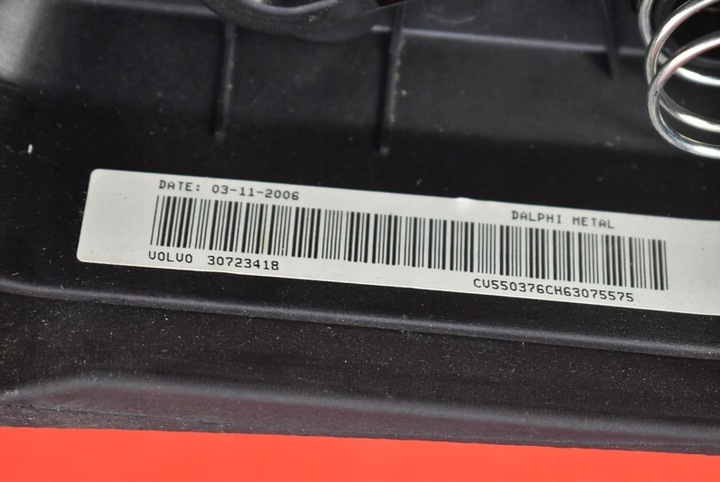 DATE: 03-11-2006
DALPHI METAL
VOLVO 30723418
CV550376CH63075575